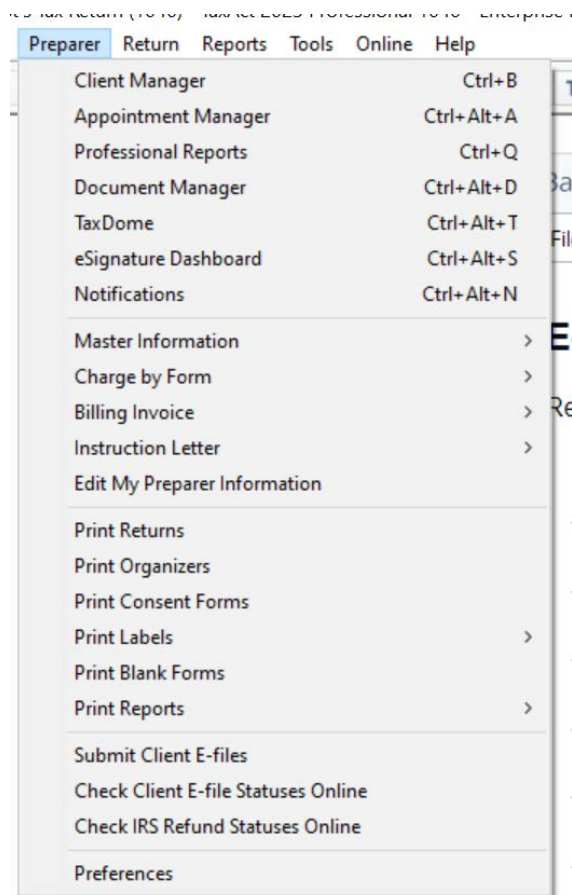 Preparer Return Reports Tools Online Help
Client Manager Ctrl+B
Appointment Manager Ctrl+Alt+A
Professional Reports Ctrl+Q
Document Manager Ctrl+Alt+D
TaxDome Ctrl+Alt+T
eSignature Dashboard Ctrl+Alt+S
Notifications Ctrl+Alt+N
Master Information
Charge by Form
Billing Invoice
Instruction Letter
Edit My Preparer Information
Print Returns
Print Organizers
Print Consent Forms
Print Labels
Print Blank Forms
Print Reports
Submit Client E-files
Check Client E-file Statuses Online
Check IRS Refund Statuses Online
Preferences